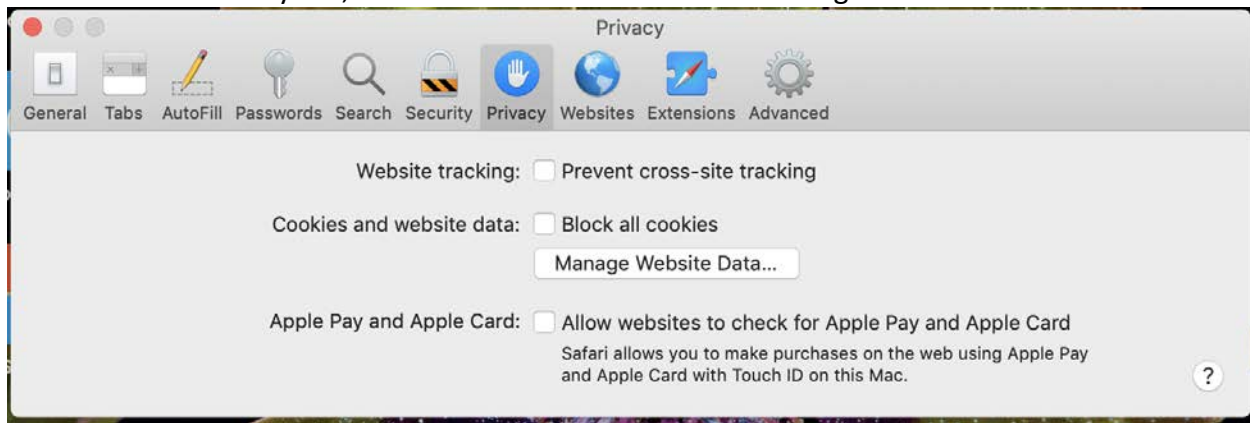 Privacy
General Tabs AutoFill Passwords Search Security Privacy Websites Extensions Advanced
Website tracking: Prevent cross-site tracking
Cookies and website data: Block all cookies
Manage Website Data...
Apple Pay and Apple Card: Allow websites to check for Apple Pay and Apple Card
Safari allows you to make purchases on the web using Apple Pay
and Apple Card with Touch ID on this Mac.
?